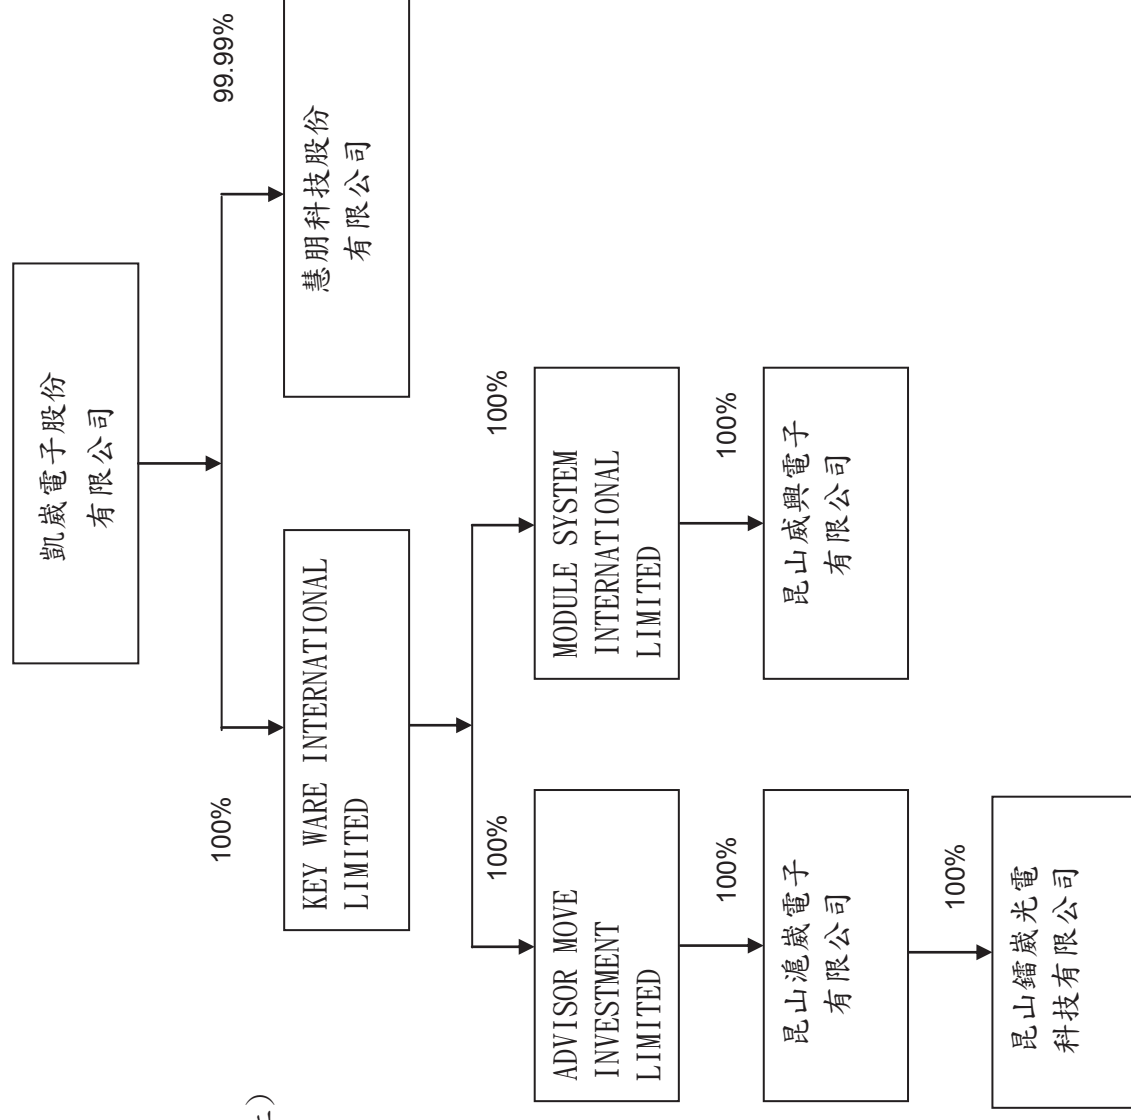 凱崴電子股份
有限公司
100%
99.99%
KEY WARE INTERNATIONAL
LIMITED
慧朋科技股份
有限公司
100%
100%
ADVISOR MOVE
INVESTMENT
LIMITED
MODULE SYSTEM
INTERNATIONAL
LIMITED
100%
100%
昆山滬崴電子
有限公司
昆山威興電子
有限公司
100%
昆山鐳崴光電
科技有限公司